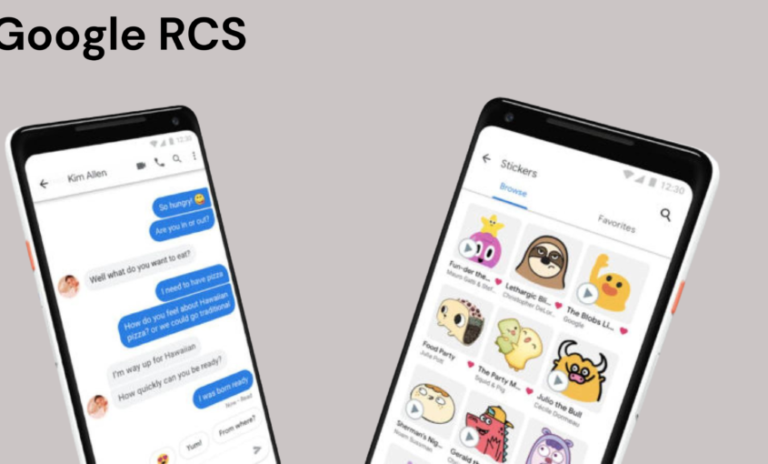 Google RCS
12:30
Kim Allen
So hungry! 😋
Are you in or out?
Well what do you want to eat?
I need to have pizza
How do you feel about Hawaiian
pizza? or we could go traditional
I'm way up for Hawaiian
How quickly can you be ready?
I was born ready
Now • Read
Yum!
From where?
12:30
Stickers
Browse
Favorites
Fun-der the...
Lethargic Bli...
Christopher DeLor...
The Blobs Li...
Google
Food Party
Julia Pott
The Party M...
Squid & Pig
Julio the Bull
Cécile Dormeau
Sherman's Nig...
Noam Sussman
Gerald t